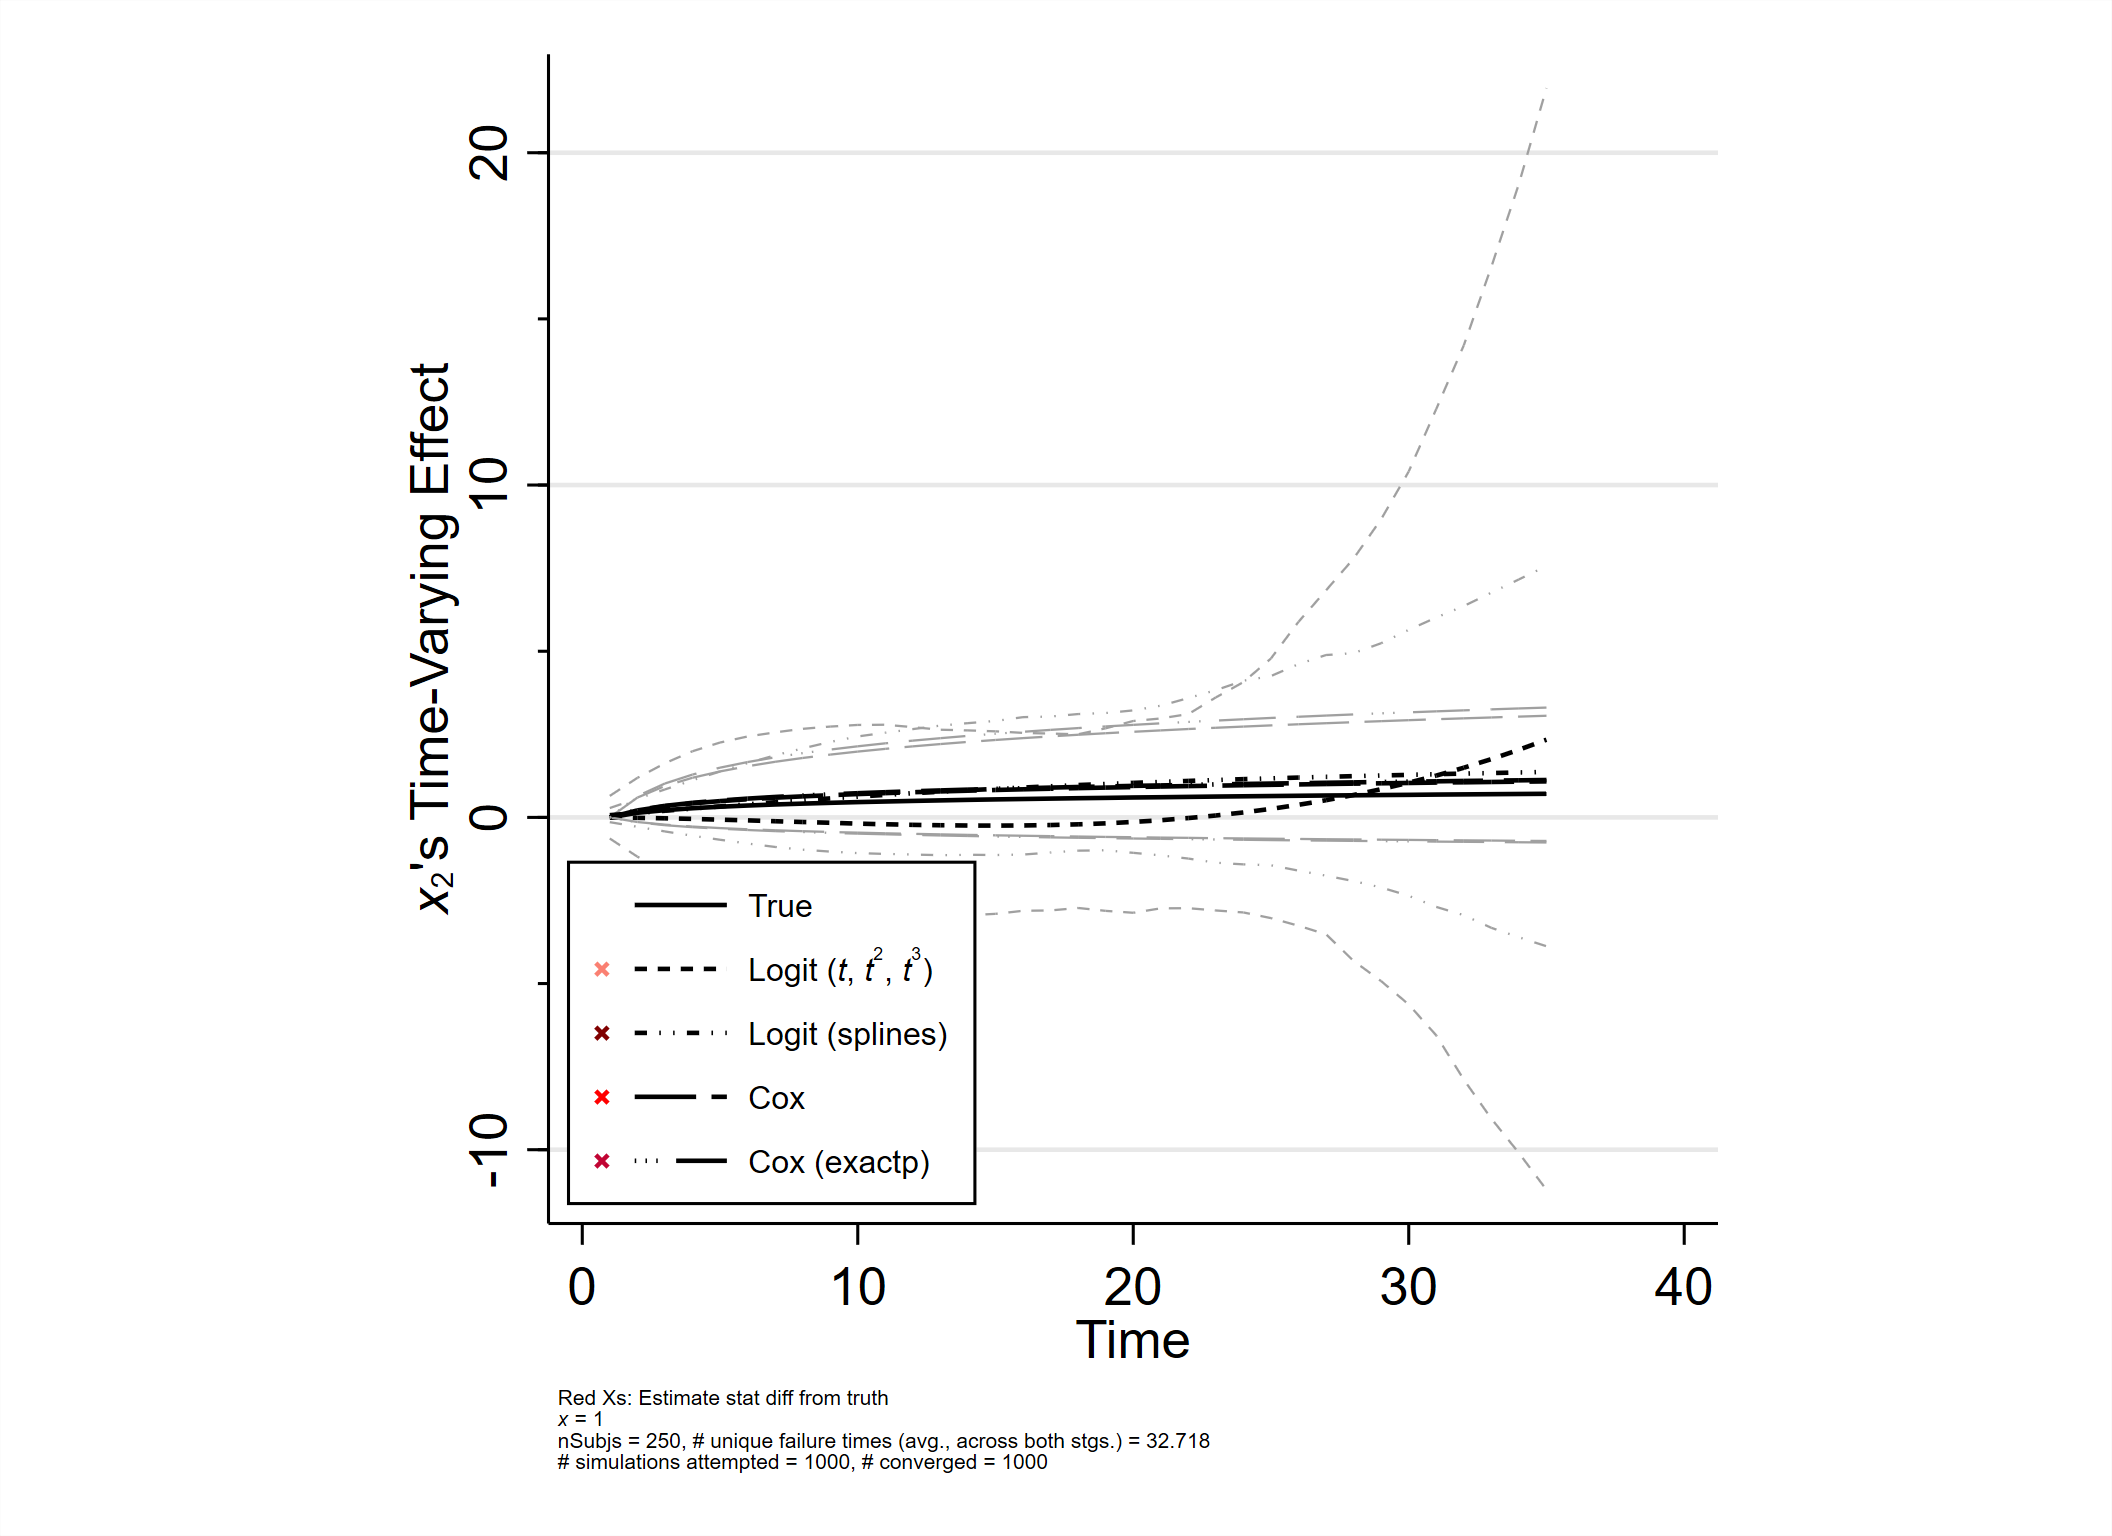 20
10
0
-10
x₂'s Time-Varying Effect
True
Logit (t, t², t³)
Logit (splines)
Cox
Cox (exactp)
0 10 20 30 40
Time
Red Xs: Estimate stat diff from truth
x = 1
nSubjs = 250, # unique failure times (avg., across both stgs.) = 32.718
# simulations attempted = 1000, # converged = 1000